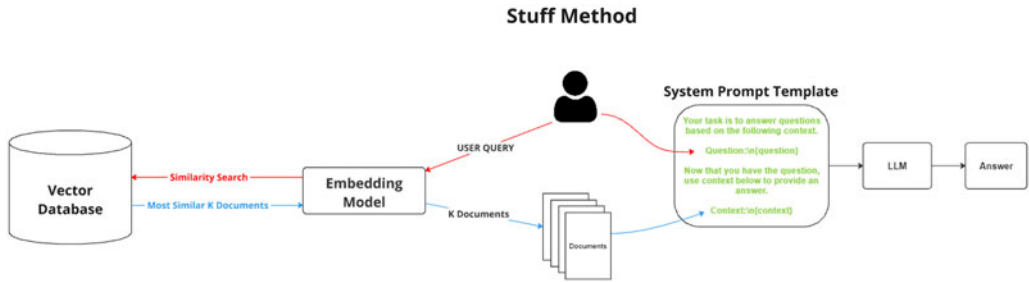 Stuff Method
System Prompt Template
Your task is to answer questions
based on the following context.
Question:\n{question}
Now that you have the question,
use context below to provide an
answer.
Context:\n{context}
USER QUERY
Vector
Database
Similarity Search
Most Similar K Documents
Embedding
Model
K Documents
Documents
LLM
Answer